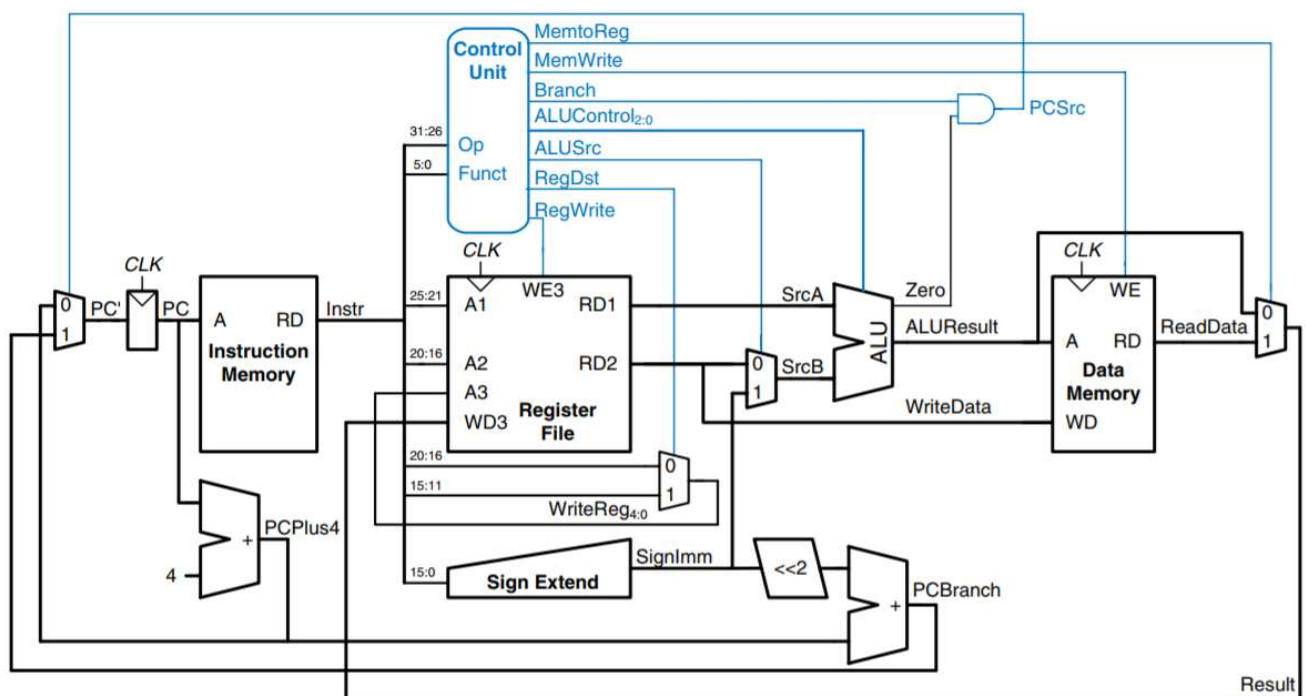 MemtoReg
Control
Unit
MemWrite
Branch
PCSrc
ALUControl2:0
31:26
Op
ALUSrc
5:0
Funct
RegDst
RegWrite
CLK
CLK
CLK
0
1
PC'
PC
A
RD
Instruction
Memory
Instr
25:21
A1
WE3
RD1
20:16
A2
RD2
A3
WD3
Register
File
SrcA
0
1
SrcB
ALU
Zero
ALUResult
WriteData
WE
A
RD
Data
Memory
WD
ReadData
0
1
20:16
0
15:11
1
WriteReg4:0
PCPlus4
+
4
SignImm
15:0
Sign Extend
<<2
+
PCBranch
Result